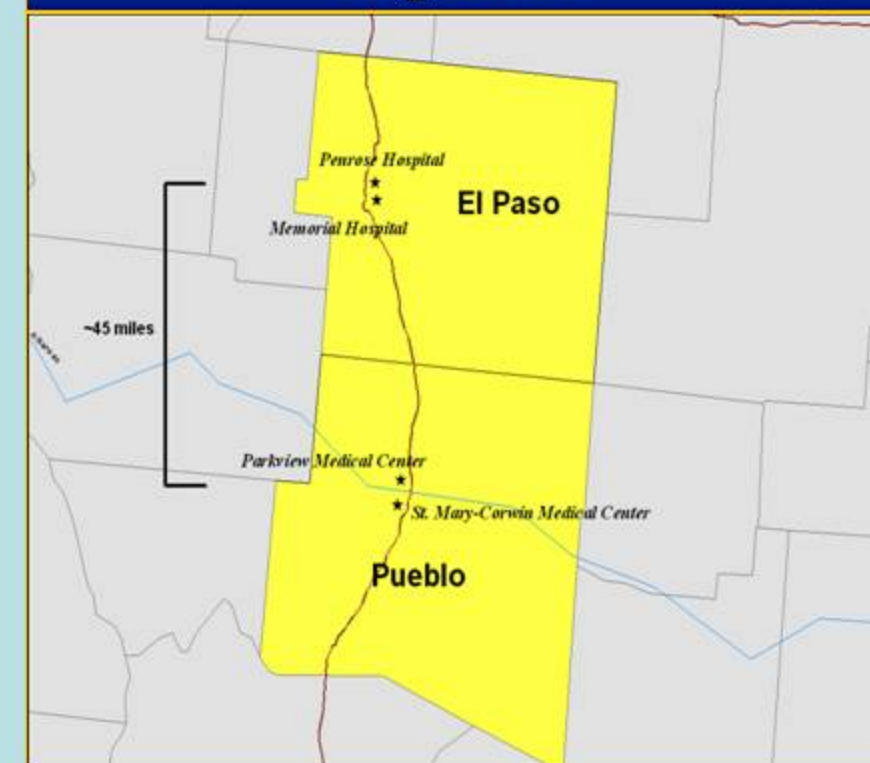 Penrose Hospital
El Paso
Memorial Hospital
~45 miles
Parkview Medical Center
St. Mary-Corwin Medical Center
Pueblo